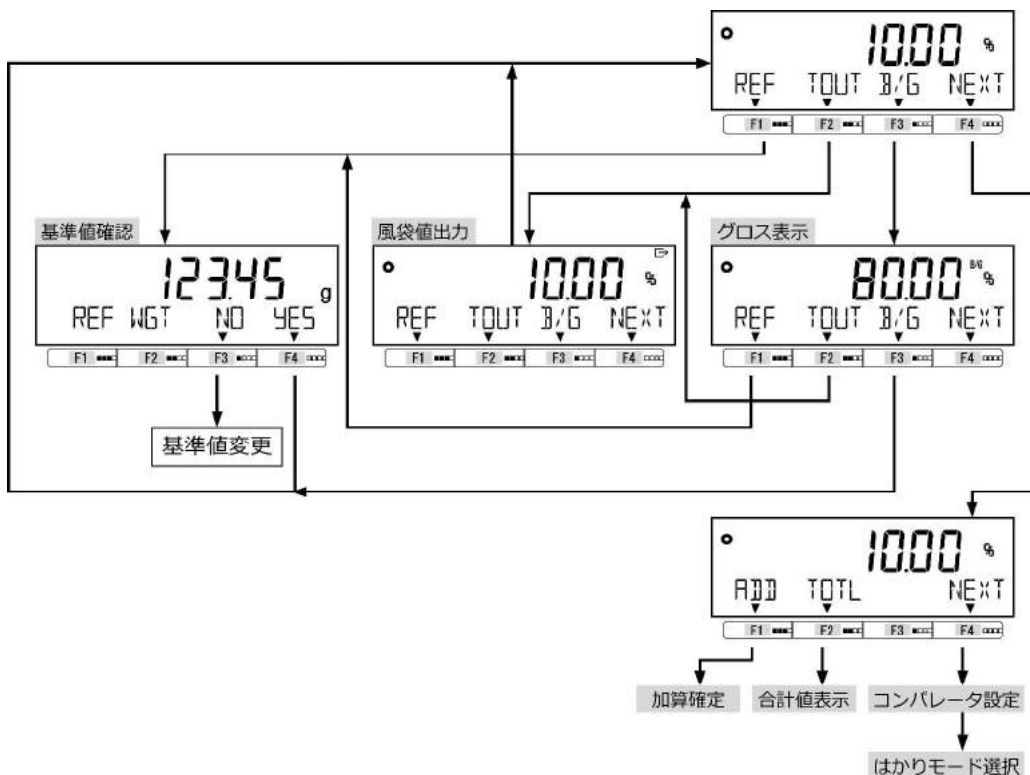 10.00 %
REF TOUT B/G NEXT
F1 F2 F3 F4
基準値確認
123.45 g
REF WGT NO YES
F1 F2 F3 F4
基準値変更
風袋値出力
10.00 %
REF TOUT B/G NEXT
F1 F2 F3 F4
グロス表示
80.00 B/G %
REF TOUT B/G NEXT
F1 F2 F3 F4
10.00 %
ADD TOTL NEXT
F1 F2 F3 F4
加算確定 合計値表示 コンパレータ設定
はかりモード選択